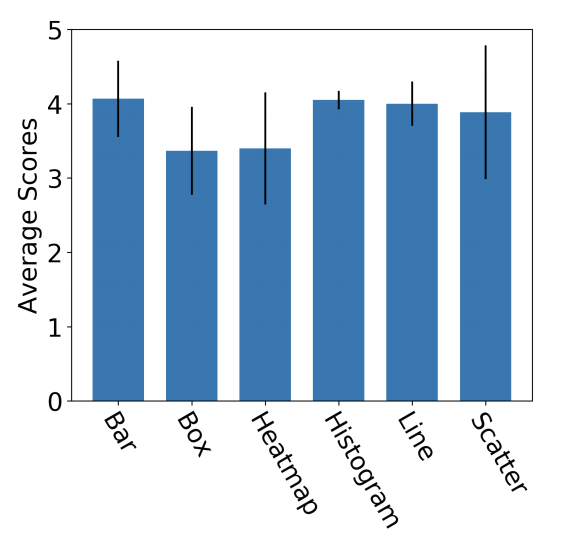 Average Scores
5
4
3
2
1
0
Bar
Box
Heatmap
Histogram
Line
Scatter